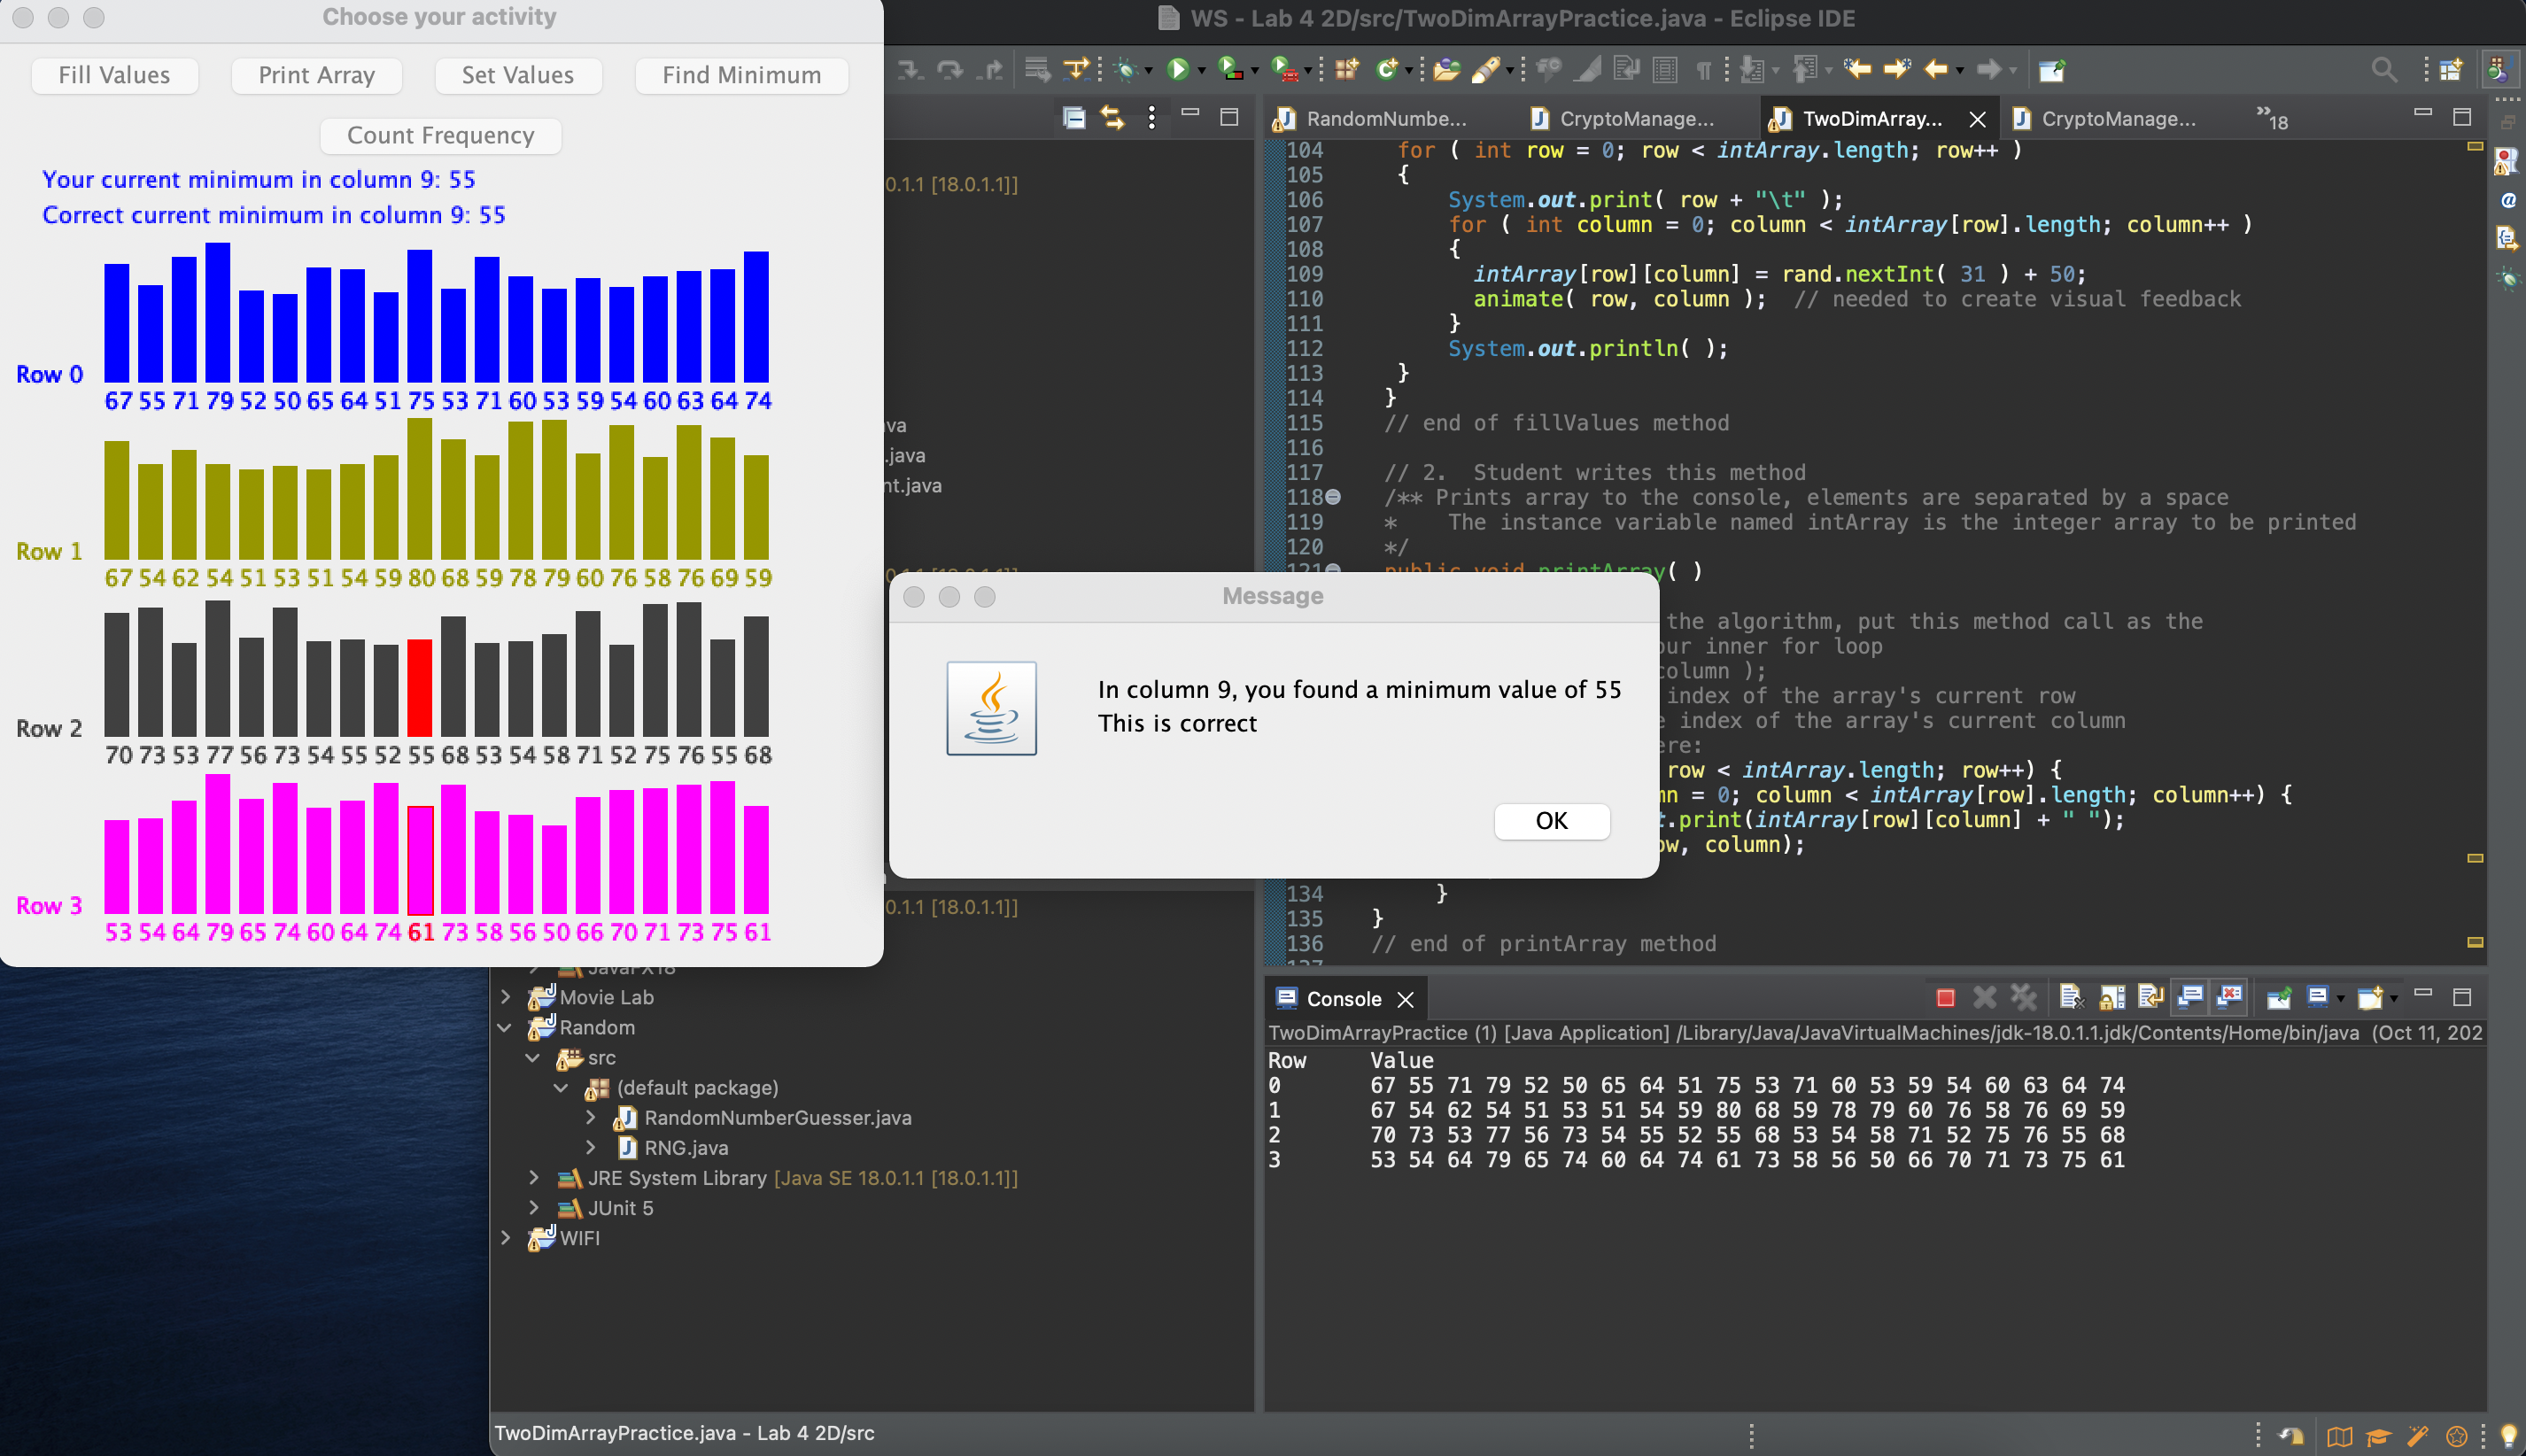 Choose your activity
Fill Values
Print Array
Set Values
Find Minimum
Count Frequency
Your current minimum in column 9: 55
Correct current minimum in column 9: 55
Row 0
67 55 71 79 52 50 65 64 51 75 53 71 60 53 59 54 60 63 64 74
Row 1
67 54 62 54 51 53 51 54 59 80 68 59 78 79 60 76 58 76 69 59
Row 2
70 73 53 77 56 73 54 55 52 55 68 53 54 58 71 52 75 76 55 68
Row 3
53 54 64 79 65 74 60 64 74 61 73 58 56 50 66 70 71 73 75 61
WS - Lab 4 2D/src/TwoDimArrayPractice.java - Eclipse IDE
0.1.1 [18.0.1.1]]
.java
nt.java
0.1.1 [18.0.1.1]]
JavaFX18
Movie Lab
Random
src
(default package)
RandomNumberGuesser.java
RNG.java
JRE System Library [Java SE 18.0.1.1 [18.0.1.1]]
JUnit 5
WIFI
RandomNumbe...
CryptoManage...
TwoDimArray...
CryptoManage...
»18
104 for ( int row = 0; row < intArray.length; row++ )
105 {
106 System.out.print( row + "\t" );
107 for ( int column = 0; column < intArray[row].length; column++ )
108 {
109 intArray[row][column] = rand.nextInt( 31 ) + 50;
110 animate( row, column );  // needed to create visual feedback
111 }
112 System.out.println( );
113 }
114 }
115 // end of fillValues method
116
117 // 2.  Student writes this method
118 /** Prints array to the console, elements are separated by a space
119 *    The instance variable named intArray is the integer array to be printed
120 */
121 public void printArray( )
the algorithm, put this method call as the
our inner for loop
column );
index of the array's current row
index of the array's current column
ere:
row < intArray.length; row++) {
mn = 0; column < intArray[row].length; column++) {
t.print(intArray[row][column] + " ");
ow, column);
134 }
135 }
136 // end of printArray method
Message
In column 9, you found a minimum value of 55
This is correct
OK
Console
TwoDimArrayPractice (1) [Java Application] /Library/Java/JavaVirtualMachines/jdk-18.0.1.1.jdk/Contents/Home/bin/java (Oct 11, 202
Row Value
0 67 55 71 79 52 50 65 64 51 75 53 71 60 53 59 54 60 63 64 74
1 67 54 62 54 51 53 51 54 59 80 68 59 78 79 60 76 58 76 69 59
2 70 73 53 77 56 73 54 55 52 55 68 53 54 58 71 52 75 76 55 68
3 53 54 64 79 65 74 60 64 74 61 73 58 56 50 66 70 71 73 75 61
TwoDimArrayPractice.java - Lab 4 2D/src